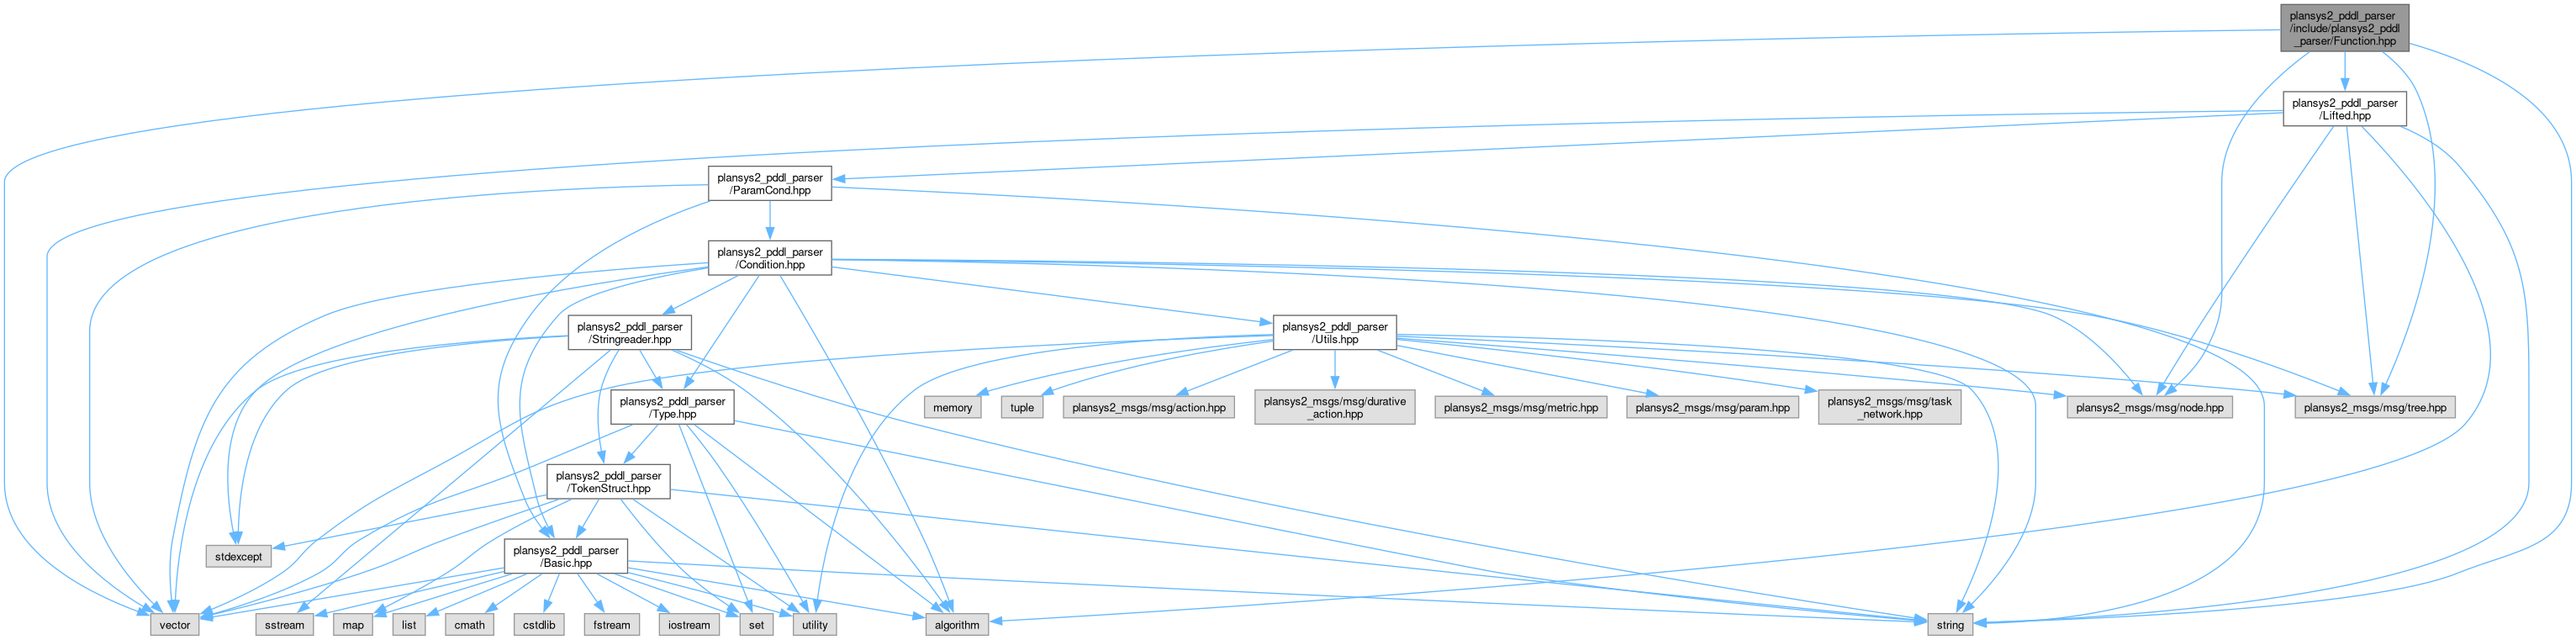 plansys2_pddl_parser
/include/plansys2_pddl
_parser/Function.hpp
plansys2_pddl_parser
/Lifted.hpp
plansys2_pddl_parser
/ParamCond.hpp
plansys2_pddl_parser
/Condition.hpp
plansys2_pddl_parser
/Stringreader.hpp
plansys2_pddl_parser
/Utils.hpp
plansys2_pddl_parser
/Type.hpp
memory
tuple
plansys2_msgs/msg/action.hpp
plansys2_msgs/msg/durative
_action.hpp
plansys2_msgs/msg/metric.hpp
plansys2_msgs/msg/param.hpp
plansys2_msgs/msg/task
_network.hpp
plansys2_msgs/msg/node.hpp
plansys2_msgs/msg/tree.hpp
plansys2_pddl_parser
/TokenStruct.hpp
stdexcept
plansys2_pddl_parser
/Basic.hpp
vector
sstream
map
list
cmath
cstdlib
fstream
iostream
set
utility
algorithm
string